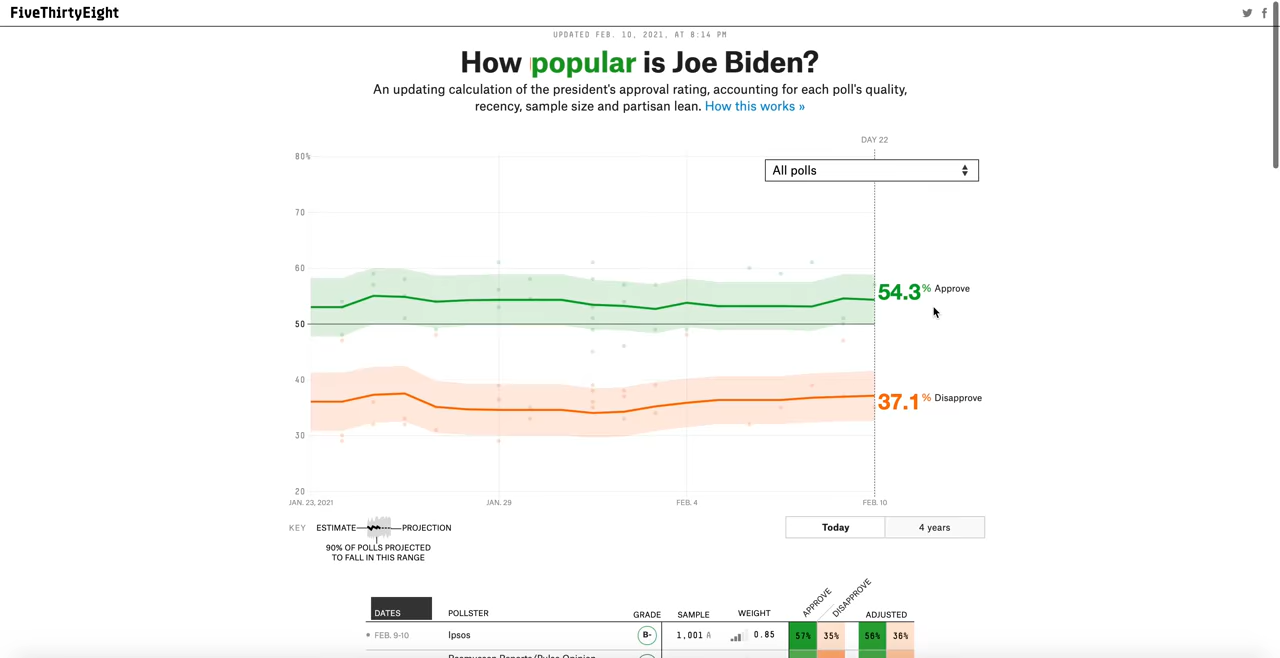 FiveThirtyEight
UPDATED FEB. 10, 2021, AT 8:14 PM
How popular is Joe Biden?
An updating calculation of the president's approval rating, accounting for each poll's quality,
recency, sample size and partisan lean. How this works »
DAY 22
80%
All polls
70
60
54.3% Approve
50
40
37.1% Disapprove
30
20
JAN. 23, 2021 JAN. 29 FEB. 4 FEB. 10
KEY ESTIMATE PROJECTION
90% OF POLLS PROJECTED
TO FALL IN THIS RANGE
Today 4 years
DATES POLLSTER GRADE SAMPLE WEIGHT APPROVE DISAPPROVE ADJUSTED
• FEB. 9-10 Ipsos B- 1,001 A 0.85 57% 35% 56% 36%
Rasmussen Reports/Pulse Opinion